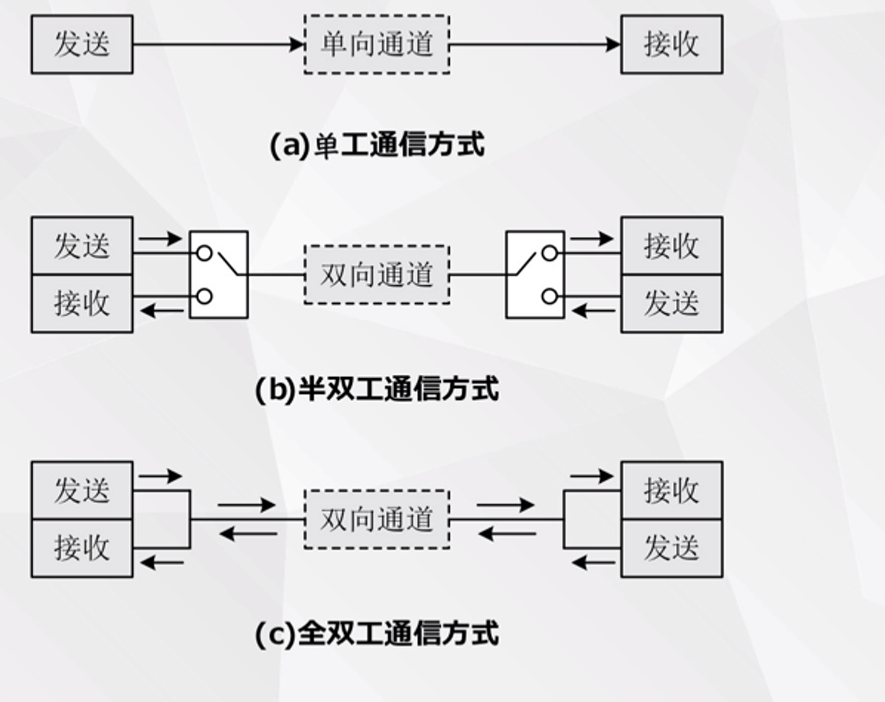 发送 单向通道 接收
(a)单工通信方式
发送 接收
双向通道
接收 发送
(b)半双工通信方式
发送 接收
双向通道
接收 发送
(c)全双工通信方式